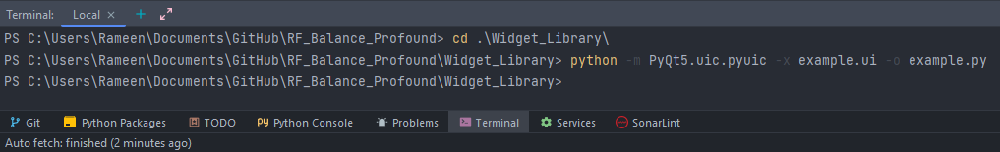 Terminal: Local
PS C:\Users\Rameen\Documents\GitHub\RF_Balance_Profound> cd .\Widget_Library\
PS C:\Users\Rameen\Documents\GitHub\RF_Balance_Profound\Widget_Library> python -m PyQt5.uic.pyuic -x example.ui -o example.py
PS C:\Users\Rameen\Documents\GitHub\RF_Balance_Profound\Widget_Library>
Git Python Packages TODO Python Console Problems Terminal Services SonarLint
Auto fetch: finished (2 minutes ago)